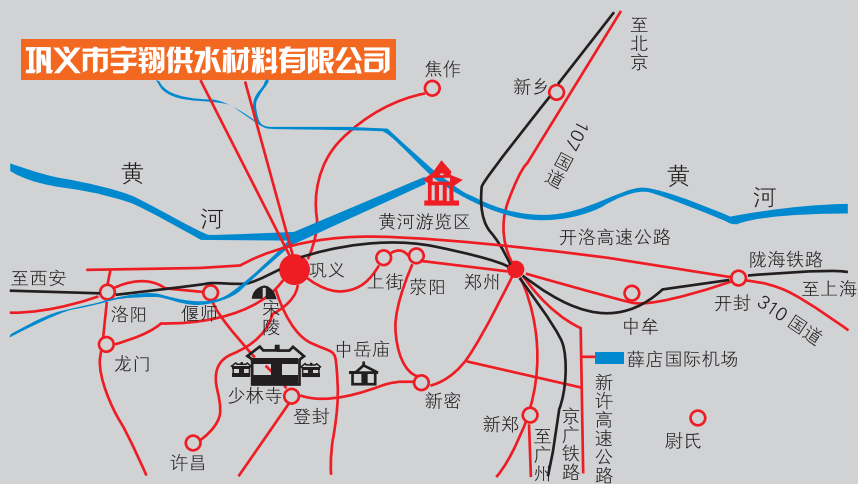 巩义市宇翔供水材料有限公司
至北京
焦作
新乡
107国道
黄河
黄河
黄河游览区
开洛高速公路
陇海铁路
至西安
巩义
上街
荥阳
郑州
至上海
洛阳
偃师
宋陵
中牟
开封
310国道
龙门
中岳庙
薛店国际机场
少林寺
登封
新密
新郑
至广州
京广铁路
新许高速公路
尉氏
许昌